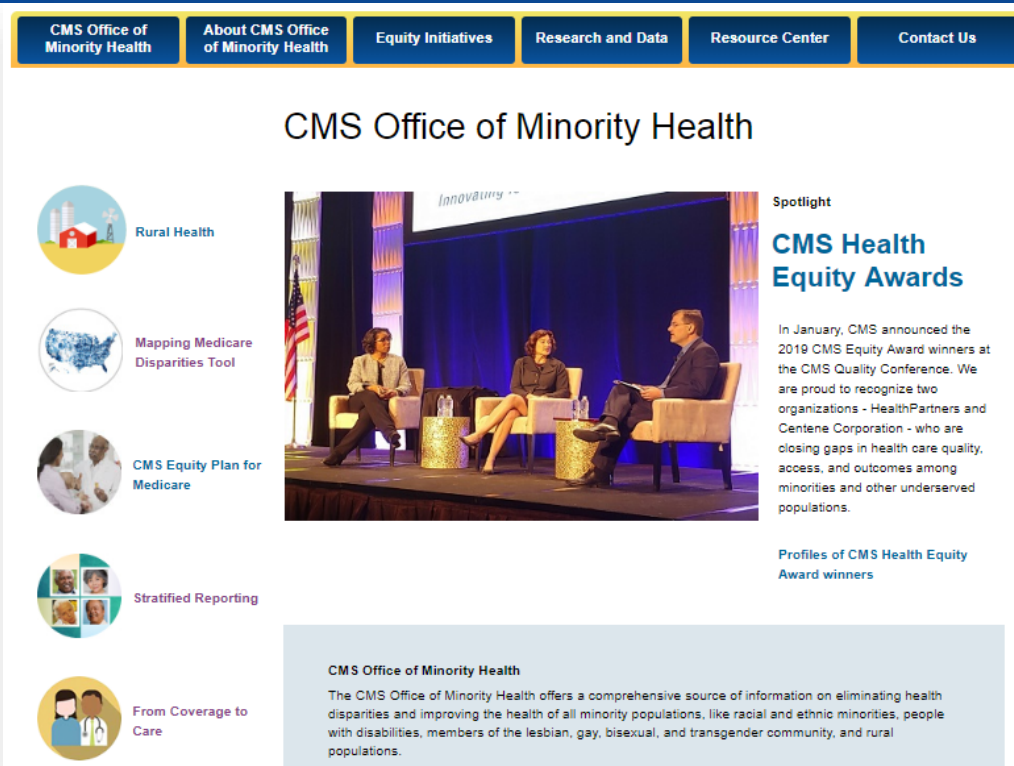 CMS Office of
Minority Health
About CMS Office
of Minority Health
Equity Initiatives
Research and Data
Resource Center
Contact Us
CMS Office of Minority Health
Rural Health
Mapping Medicare
Disparities Tool
CMS Equity Plan for
Medicare
Stratified Reporting
From Coverage to
Care
Innovating
Spotlight
CMS Health
Equity Awards
In January, CMS announced the
2019 CMS Equity Award winners at
the CMS Quality Conference. We
are proud to recognize two
organizations - HealthPartners and
Centene Corporation - who are
closing gaps in health care quality,
access, and outcomes among
minorities and other underserved
populations.
Profiles of CMS Health Equity
Award winners
CMS Office of Minority Health
The CMS Office of Minority Health offers a comprehensive source of information on eliminating health
disparities and improving the health of all minority populations, like racial and ethnic minorities, people
with disabilities, members of the lesbian, gay, bisexual, and transgender community, and rural
populations.